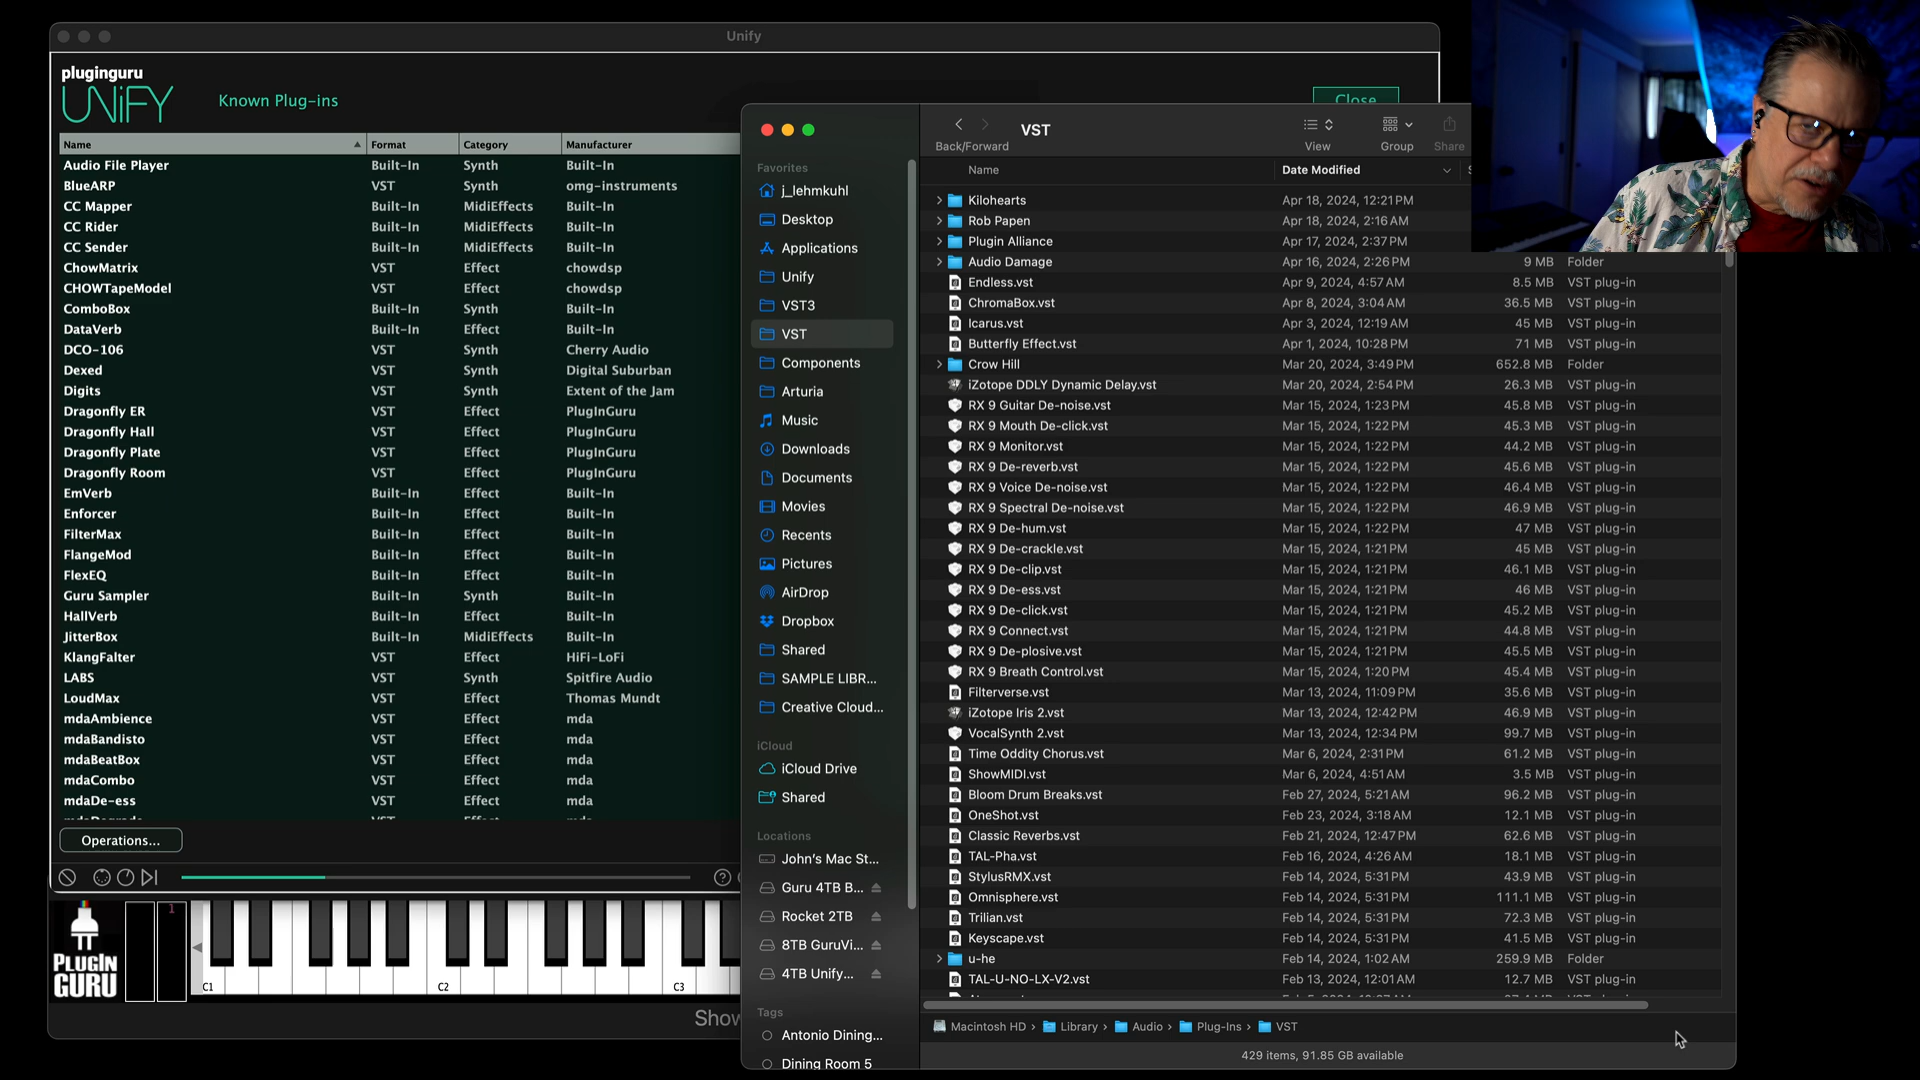 Unify
pluginguru
UNiFY
Known Plug-ins
Close
Name Format Category Manufacturer
Audio File Player Built-In Synth Built-In
BlueARP VST Synth omg-instruments
CC Mapper Built-In MidiEffects Built-In
CC Rider Built-In MidiEffects Built-In
CC Sender Built-In MidiEffects Built-In
ChowMatrix VST Effect chowdsp
CHOWTapeModel VST Effect chowdsp
ComboBox Built-In Synth Built-In
DataVerb Built-In Effect Built-In
DCO-106 VST Synth Cherry Audio
Dexed VST Synth Digital Suburban
Digits VST Synth Extent of the Jam
Dragonfly ER VST Effect PlugInGuru
Dragonfly Hall VST Effect PlugInGuru
Dragonfly Plate VST Effect PlugInGuru
Dragonfly Room VST Effect PlugInGuru
EmVerb Built-In Effect Built-In
Enforcer Built-In Effect Built-In
FilterMax Built-In Effect Built-In
FlangeMod Built-In Effect Built-In
FlexEQ Built-In Effect Built-In
Guru Sampler Built-In Synth Built-In
HallVerb Built-In Effect Built-In
JitterBox Built-In MidiEffects Built-In
KlangFalter VST Effect HiFi-LoFi
LABS VST Synth Spitfire Audio
LoudMax VST Effect Thomas Mundt
mdaAmbience VST Effect mda
mdaBandisto VST Effect mda
mdaBeatBox VST Effect mda
mdaCombo VST Effect mda
mdaDe-ess VST Effect mda
Operations...
1
PLUGIN
GURU
C1 C2 C3
Show
Favorites
j_lehmkuhl
Desktop
Applications
Unify
VST3
VST
Components
Arturia
Music
Downloads
Documents
Movies
Recents
Pictures
AirDrop
Dropbox
Shared
SAMPLE LIBR...
Creative Cloud...
iCloud
iCloud Drive
Shared
Locations
John's Mac St...
Guru 4TB B...
Rocket 2TB
8TB GuruVi...
4TB Unify...
Tags
Antonio Dining...
Dining Room 5
VST
Back/Forward View Group Share
Name Date Modified
Kilohearts Apr 18, 2024, 12:21 PM
Rob Papen Apr 18, 2024, 2:16 AM
Plugin Alliance Apr 17, 2024, 2:37 PM
Audio Damage Apr 16, 2024, 2:26 PM 9 MB Folder
Endless.vst Apr 9, 2024, 4:57 AM 8.5 MB VST plug-in
ChromaBox.vst Apr 8, 2024, 3:04 AM 36.5 MB VST plug-in
Icarus.vst Apr 3, 2024, 12:19 AM 45 MB VST plug-in
Butterfly Effect.vst Apr 1, 2024, 10:28 PM 71 MB VST plug-in
Crow Hill Mar 20, 2024, 3:49 PM 652.8 MB Folder
iZotope DDLY Dynamic Delay.vst Mar 20, 2024, 2:54 PM 26.3 MB VST plug-in
RX 9 Guitar De-noise.vst Mar 15, 2024, 1:23 PM 45.8 MB VST plug-in
RX 9 Mouth De-click.vst Mar 15, 2024, 1:22 PM 45.3 MB VST plug-in
RX 9 Monitor.vst Mar 15, 2024, 1:22 PM 44.2 MB VST plug-in
RX 9 De-reverb.vst Mar 15, 2024, 1:22 PM 45.6 MB VST plug-in
RX 9 Voice De-noise.vst Mar 15, 2024, 1:22 PM 46.4 MB VST plug-in
RX 9 Spectral De-noise.vst Mar 15, 2024, 1:22 PM 46.9 MB VST plug-in
RX 9 De-hum.vst Mar 15, 2024, 1:22 PM 47 MB VST plug-in
RX 9 De-crackle.vst Mar 15, 2024, 1:21 PM 45 MB VST plug-in
RX 9 De-clip.vst Mar 15, 2024, 1:21 PM 46.1 MB VST plug-in
RX 9 De-ess.vst Mar 15, 2024, 1:21 PM 46 MB VST plug-in
RX 9 De-click.vst Mar 15, 2024, 1:21 PM 45.2 MB VST plug-in
RX 9 Connect.vst Mar 15, 2024, 1:21 PM 44.8 MB VST plug-in
RX 9 De-plosive.vst Mar 15, 2024, 1:21 PM 45.5 MB VST plug-in
RX 9 Breath Control.vst Mar 15, 2024, 1:20 PM 45.4 MB VST plug-in
Filterverse.vst Mar 13, 2024, 11:09 PM 35.6 MB VST plug-in
iZotope Iris 2.vst Mar 13, 2024, 12:42 PM 46.9 MB VST plug-in
VocalSynth 2.vst Mar 13, 2024, 12:34 PM 99.7 MB VST plug-in
Time Oddity Chorus.vst Mar 6, 2024, 2:31 PM 61.2 MB VST plug-in
ShowMIDI.vst Mar 6, 2024, 4:51 AM 3.5 MB VST plug-in
Bloom Drum Breaks.vst Feb 27, 2024, 5:21 AM 96.2 MB VST plug-in
OneShot.vst Feb 23, 2024, 3:18 AM 12.1 MB VST plug-in
Classic Reverbs.vst Feb 21, 2024, 12:47 PM 62.6 MB VST plug-in
TAL-Pha.vst Feb 16, 2024, 4:26 AM 18.1 MB VST plug-in
StylusRMX.vst Feb 14, 2024, 5:31 PM 43.9 MB VST plug-in
Omnisphere.vst Feb 14, 2024, 5:31 PM 111.1 MB VST plug-in
Trilian.vst Feb 14, 2024, 5:31 PM 72.3 MB VST plug-in
Keyscape.vst Feb 14, 2024, 5:31 PM 41.5 MB VST plug-in
u-he Feb 14, 2024, 1:02 AM 259.9 MB Folder
TAL-U-NO-LX-V2.vst Feb 13, 2024, 12:01 AM 12.7 MB VST plug-in
Macintosh HD › Library › Audio › Plug-Ins › VST
429 items, 91.85 GB available